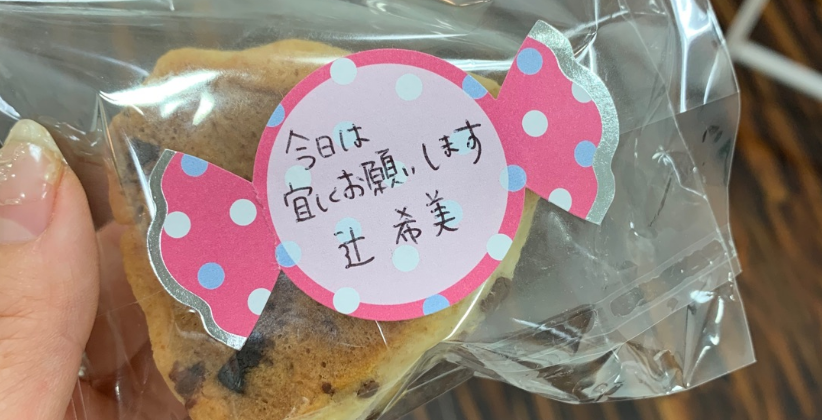 今日は
宜しくお願いします
辻 希美